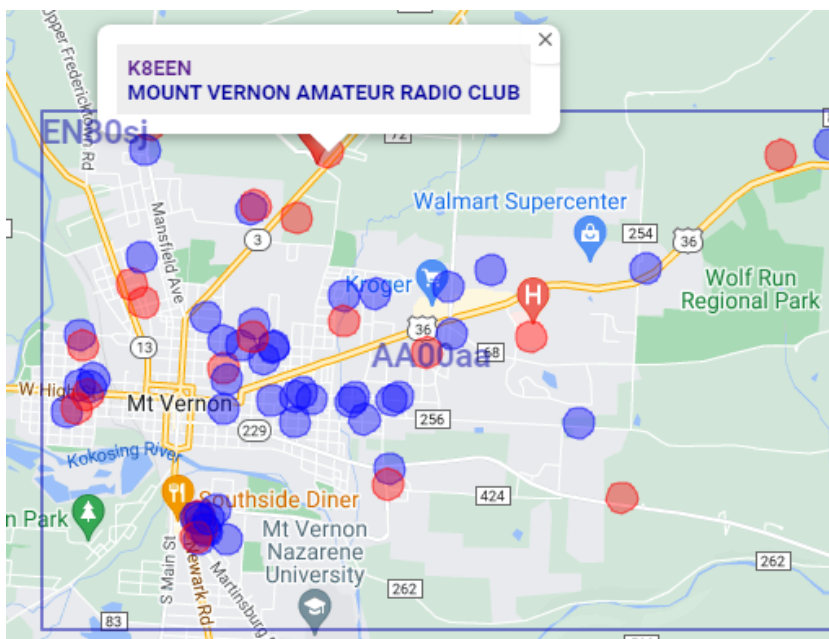 Upper Fredericktown Rd
×
K8EEN
MOUNT VERNON AMATEUR RADIO CLUB
72
EN80sj
Mansfield Ave
Walmart Supercenter
254
36
3
Kroger
H
Wolf Run
Regional Park
36
13
AA00aa
68
W High
Mt Vernon
256
229
Kokosing River
424
Southside Diner
n Park
Mt Vernon
Nazarene
University
S Main St
Newark Rd
Martinsburg
262
262
83